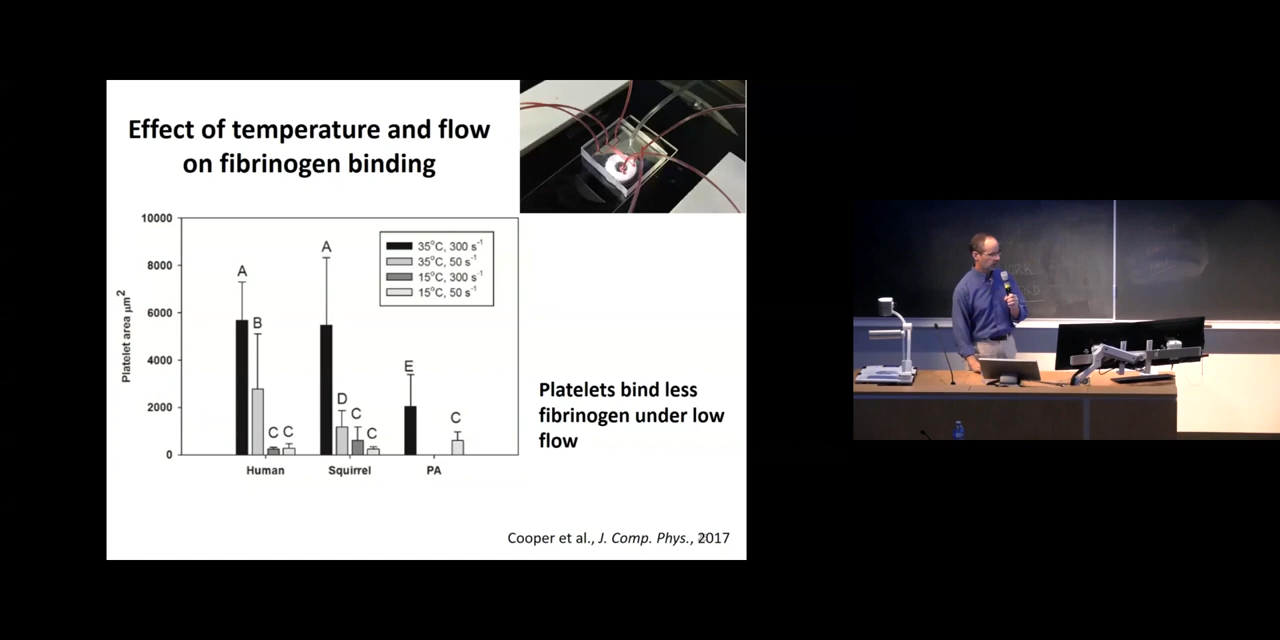 Effect of temperature and flow
on fibrinogen binding
10000
8000
6000
4000
2000
0
Platelet area μm²
A
B
C C
A
D
C
C
E
C
35°C, 300 s⁻¹
35°C, 50 s⁻¹
15°C, 300 s⁻¹
15°C, 50 s⁻¹
Human Squirrel PA
Platelets bind less
fibrinogen under low
flow
Cooper et al., J. Comp. Phys., 2017